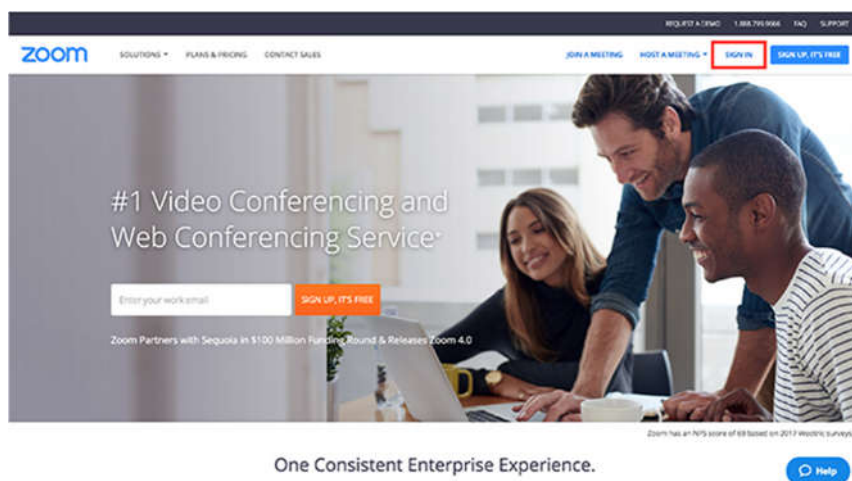 REQUEST A DEMO 1.888.799.9666 FAQ SUPPORT
zoom SOLUTIONS PLANS & PRICING CONTACT SALES JOIN A MEETING HOST A MEETING SIGN IN SIGN UP, IT'S FREE
#1 Video Conferencing and
Web Conferencing Service*
Enter your work email SIGN UP, IT'S FREE
Zoom Partners with Sequoia in $100 Million Funding Round & Releases Zoom 4.0
Zoom has an NPS score of 69 based on 2017 Wootric surveys
One Consistent Enterprise Experience.
Help